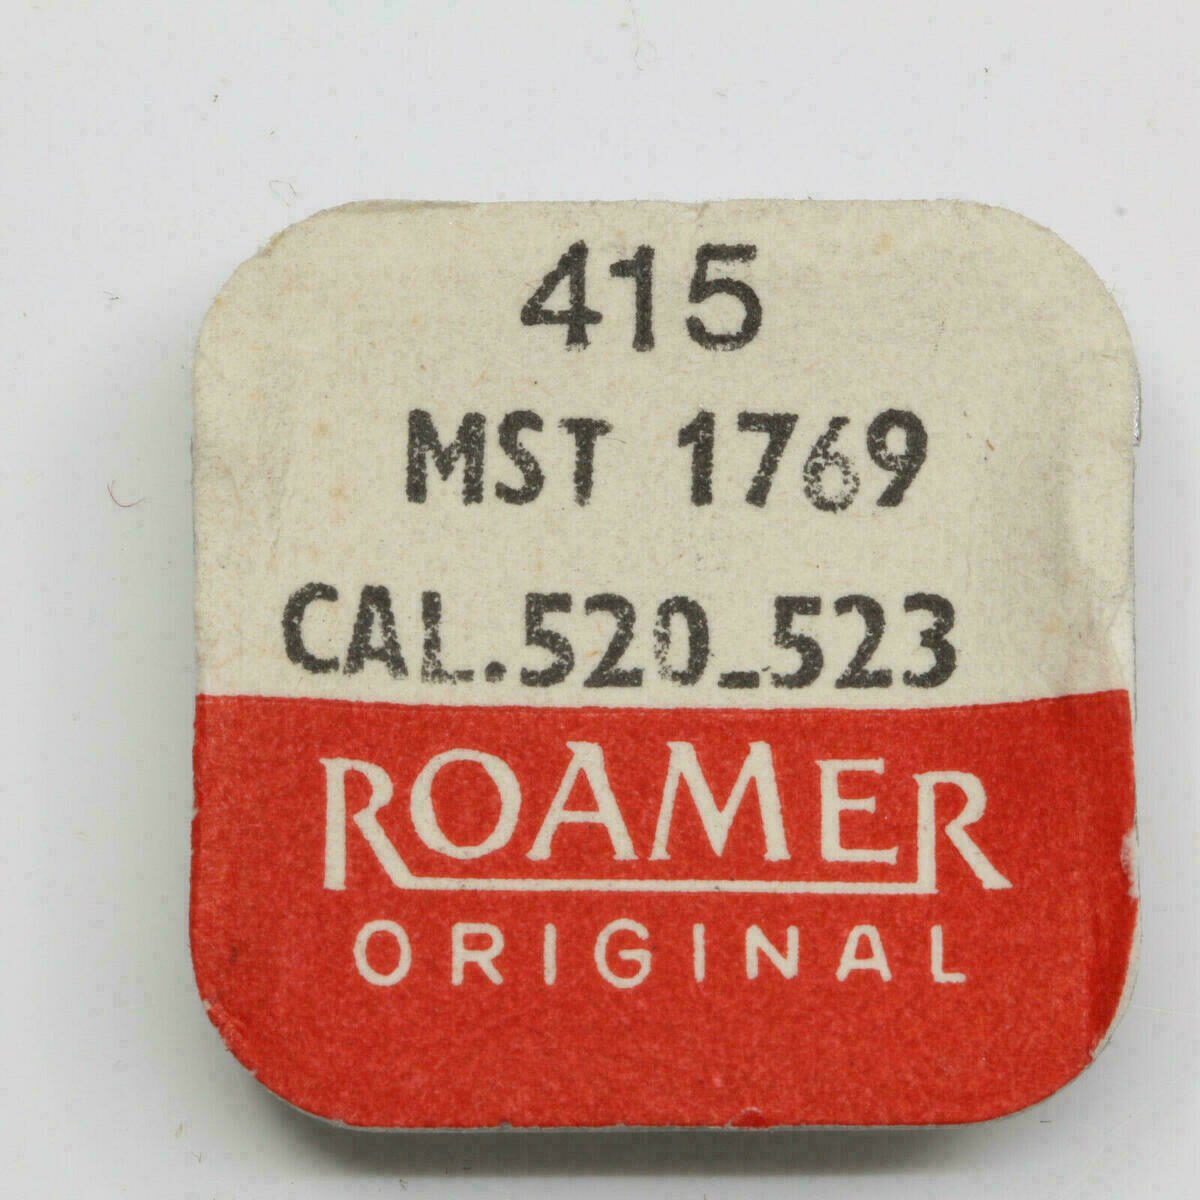 415
MST 1769
CAL.520_523
ROAMER
ORIGINAL